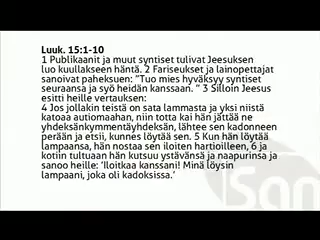 Luuk. 15:1-10
1 Publikaanit ja muut syntiset tulivat Jeesuksen
luo kuullakseen häntä. 2 Fariseukset ja lainopettajat
sanoivat paheksuen: "Tuo mies hyväksyy syntiset
seuraansa ja syö heidän kanssaan. " 3 Silloin Jeesus
esitti heille vertauksen:
4 Jos jollakin teistä on sata lammasta ja yksi niistä
katoaa autiomaahan, niin totta kai hän jättää ne
yhdeksänkymmentäyhdeksän, lähtee sen kadonneen
perään ja etsii, kunnes löytää sen. 5 Kun hän löytää
lampaansa, hän nostaa sen iloiten hartioilleen, 6 ja
kotiin tultuaan hän kutsuu ystävänsä ja naapurinsa ja
sanoo heille: 'Iloitkaa kanssani! Minä löysin
lampaani, joka oli kadoksissa.'